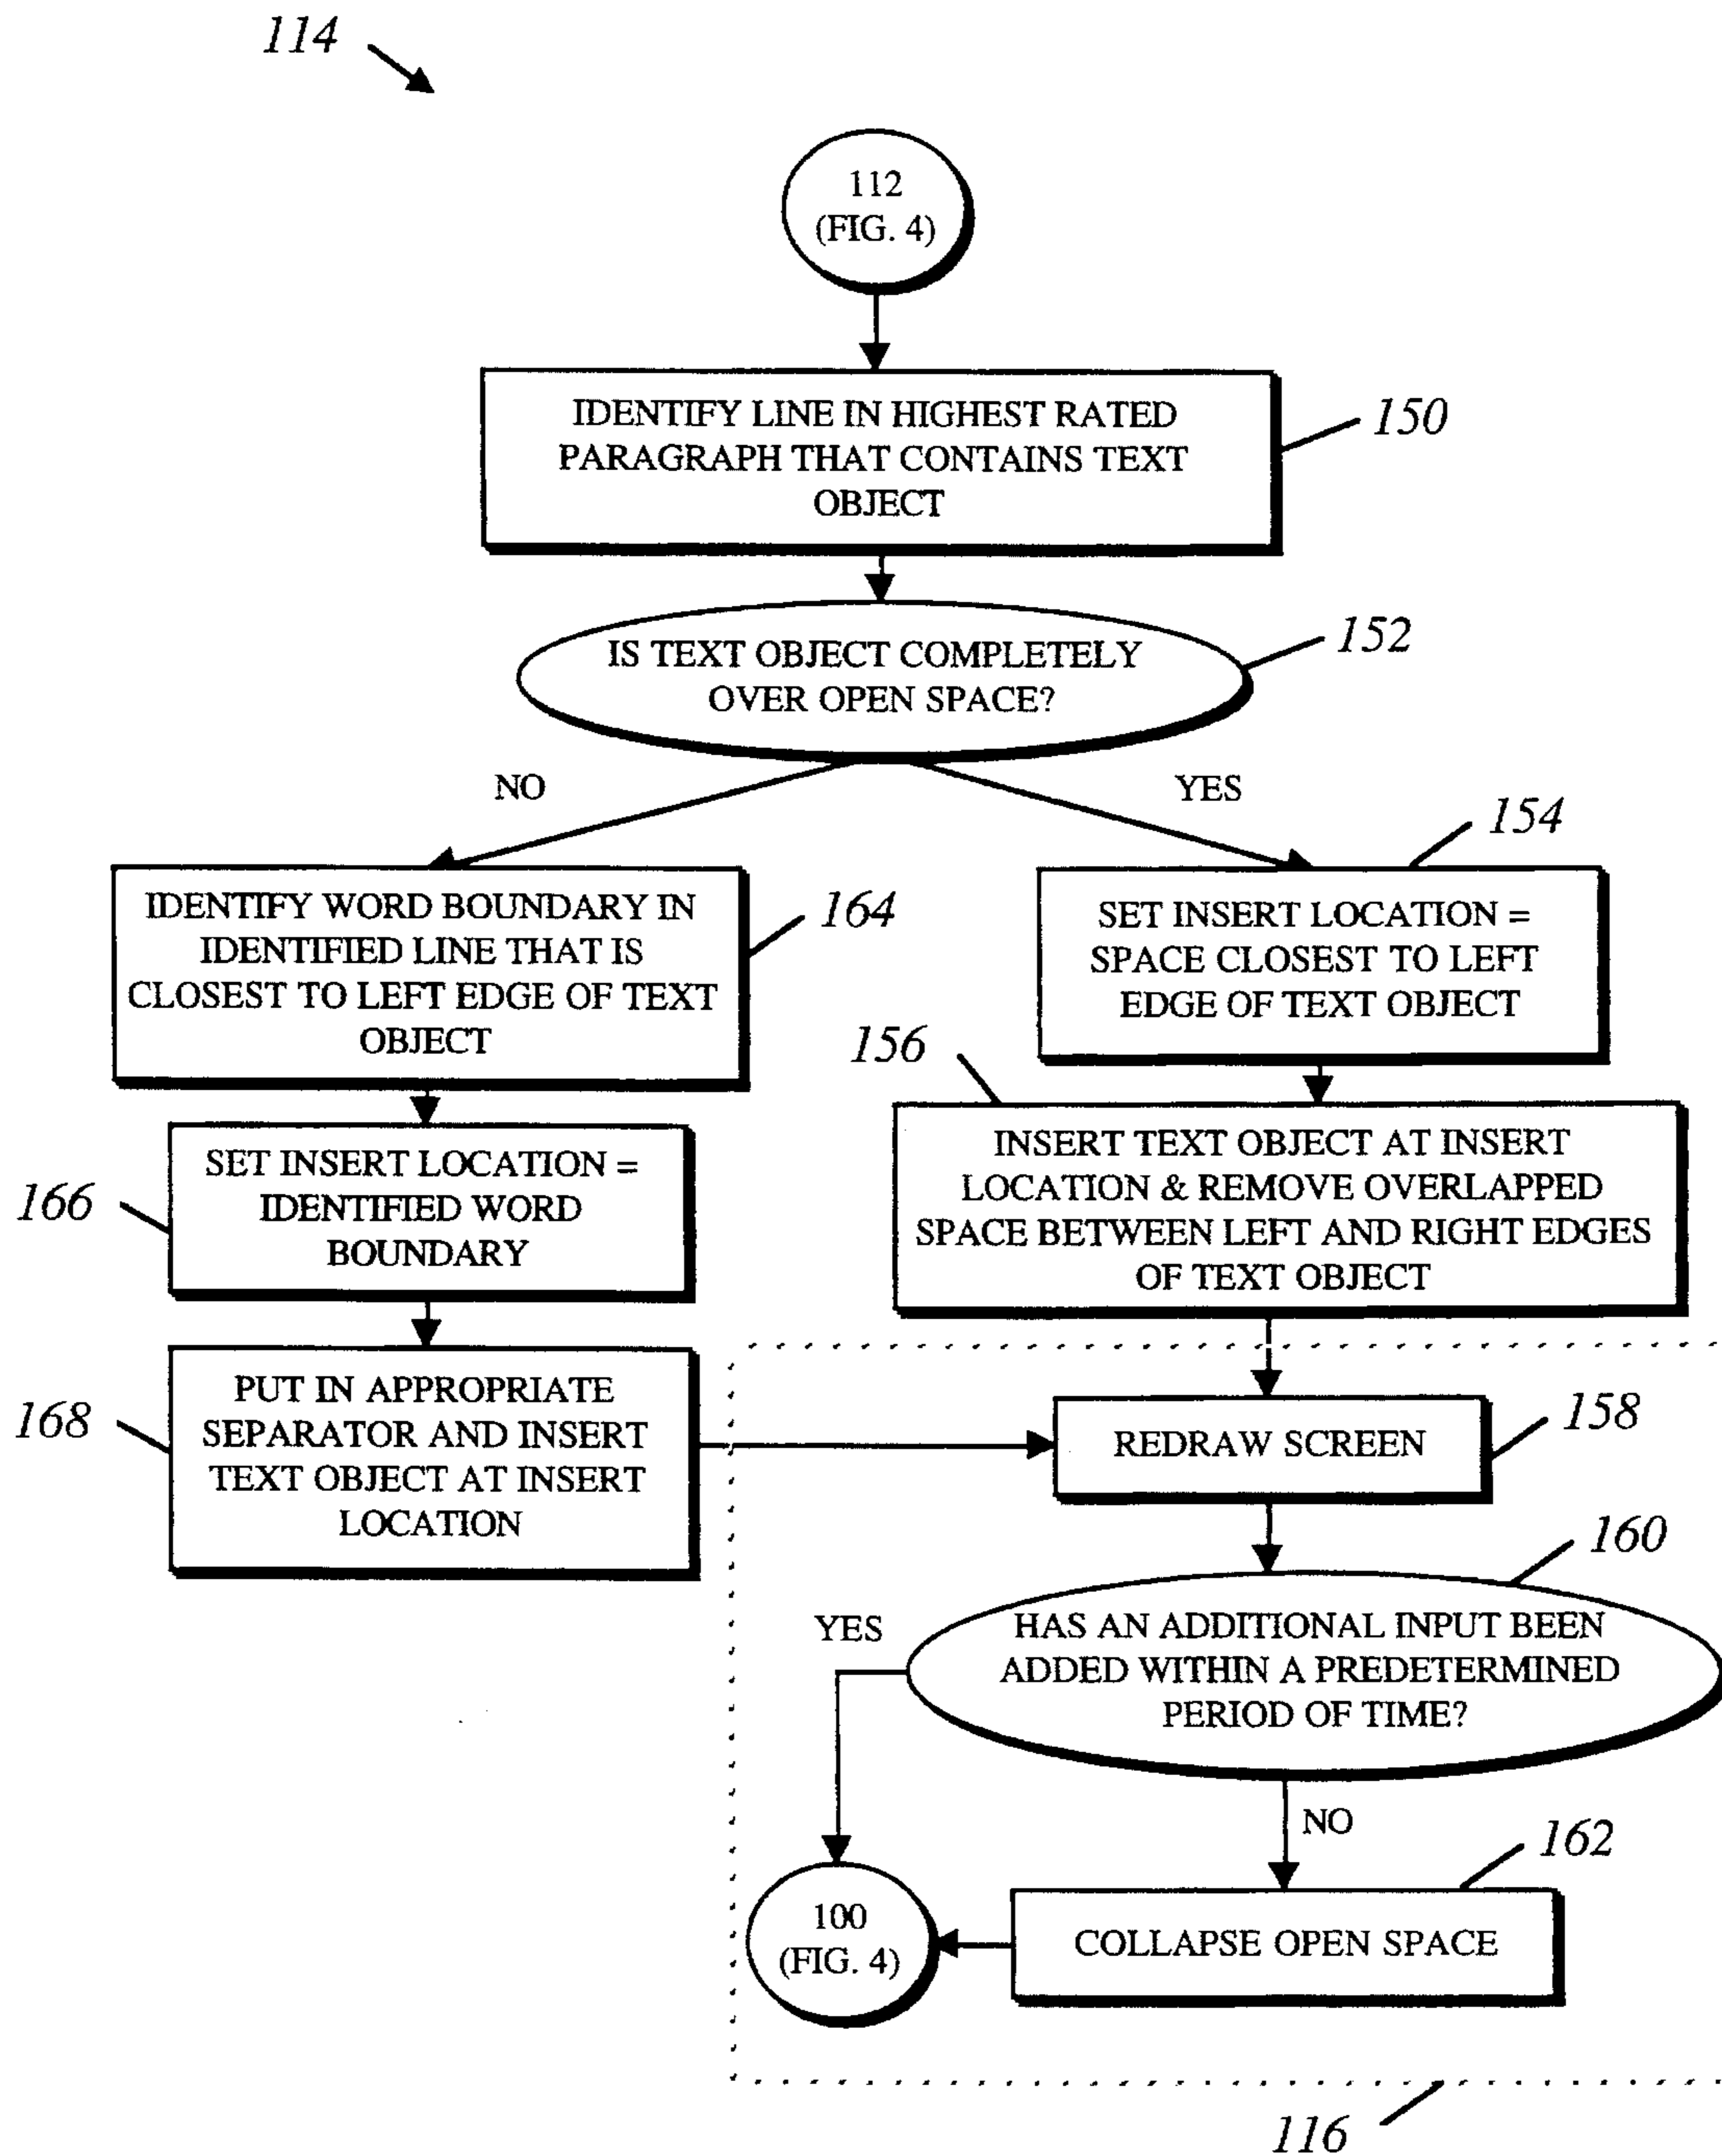 114
112
(FIG. 4)
IDENTIFY LINE IN HIGHEST RATED
PARAGRAPH THAT CONTAINS TEXT
OBJECT
150
IS TEXT OBJECT COMPLETELY
OVER OPEN SPACE?
152
NO
YES
154
IDENTIFY WORD BOUNDARY IN
IDENTIFIED LINE THAT IS
CLOSEST TO LEFT EDGE OF TEXT
OBJECT
164
SET INSERT LOCATION =
SPACE CLOSEST TO LEFT
EDGE OF TEXT OBJECT
156
SET INSERT LOCATION =
IDENTIFIED WORD
BOUNDARY
166
INSERT TEXT OBJECT AT INSERT
LOCATION & REMOVE OVERLAPPED
SPACE BETWEEN LEFT AND RIGHT EDGES
OF TEXT OBJECT
PUT IN APPROPRIATE
SEPARATOR AND INSERT
TEXT OBJECT AT INSERT
LOCATION
168
REDRAW SCREEN
158
160
HAS AN ADDITIONAL INPUT BEEN
ADDED WITHIN A PREDETERMINED
PERIOD OF TIME?
YES
NO
162
100
(FIG. 4)
COLLAPSE OPEN SPACE
116